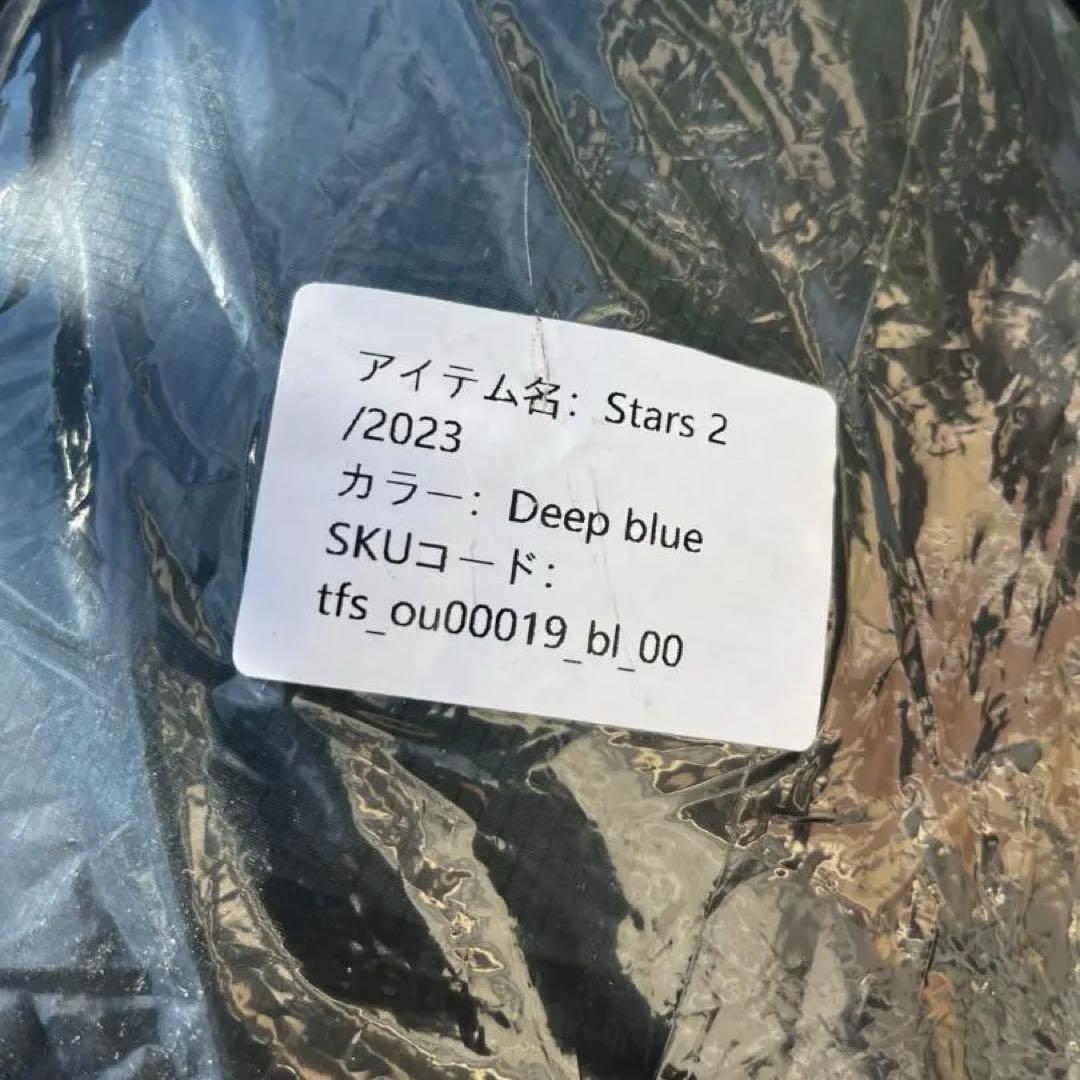 アイテム名：Stars 2
/2023
カラー：Deep blue
SKUコード：
tfs_ou00019_bl_00